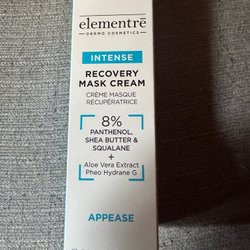 elementrē
DERMO COSMETICS
INTENSE
RECOVERY
MASK CREAM
CRÈME MASQUE
RÉCUPÉRATRICE
8%
PANTHENOL,
SHEA BUTTER &
SQUALANE
+
Aloe Vera Extract
Pheo Hydrane G
APPEASE